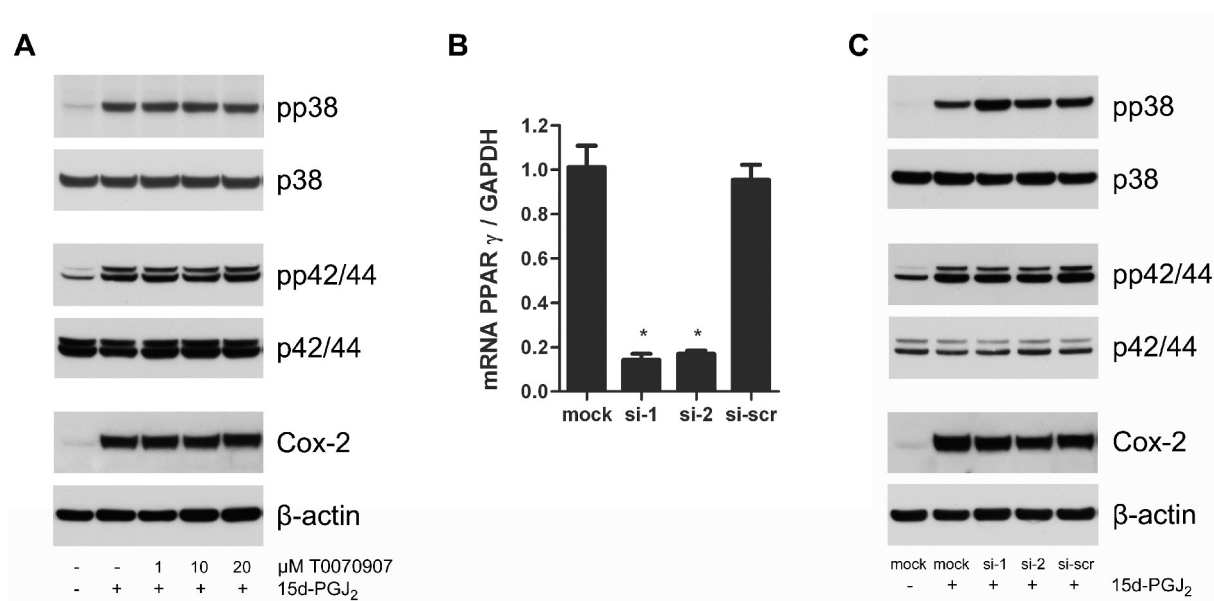 A
pp38
p38
pp42/44
p42/44
Cox-2
β-actin
- - 1 10 20 µM T0070907
- + + + + 15d-PGJ₂
B
mRNA PPAR γ / GAPDH
1.2
1.0
0.8
0.6
0.4
0.2
0.0
* *
mock si-1 si-2 si-scr
C
pp38
p38
pp42/44
p42/44
Cox-2
β-actin
mock mock si-1 si-2 si-scr
- + + + + 15d-PGJ₂